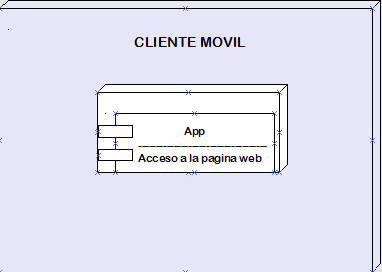 CLIENTE MOVIL
App
Acceso a la pagina web